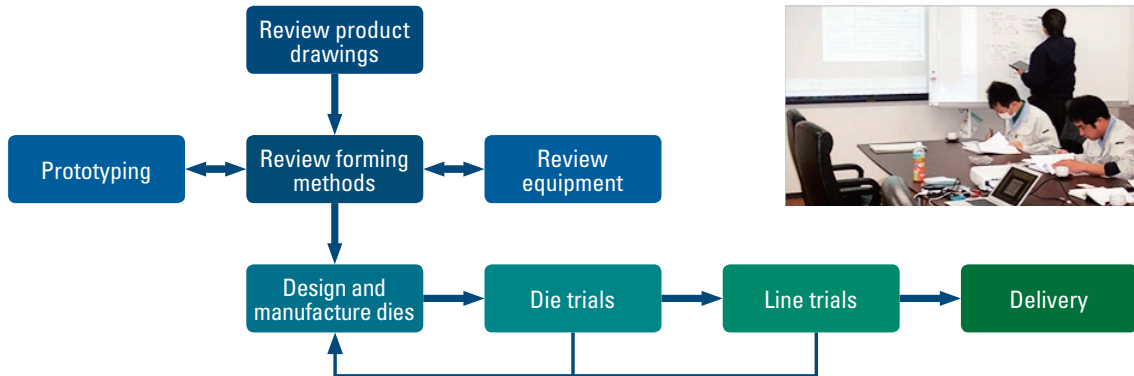 Review product
drawings
Prototyping
Review forming
methods
Review
equipment
Design and
manufacture dies
Die trials
Line trials
Delivery